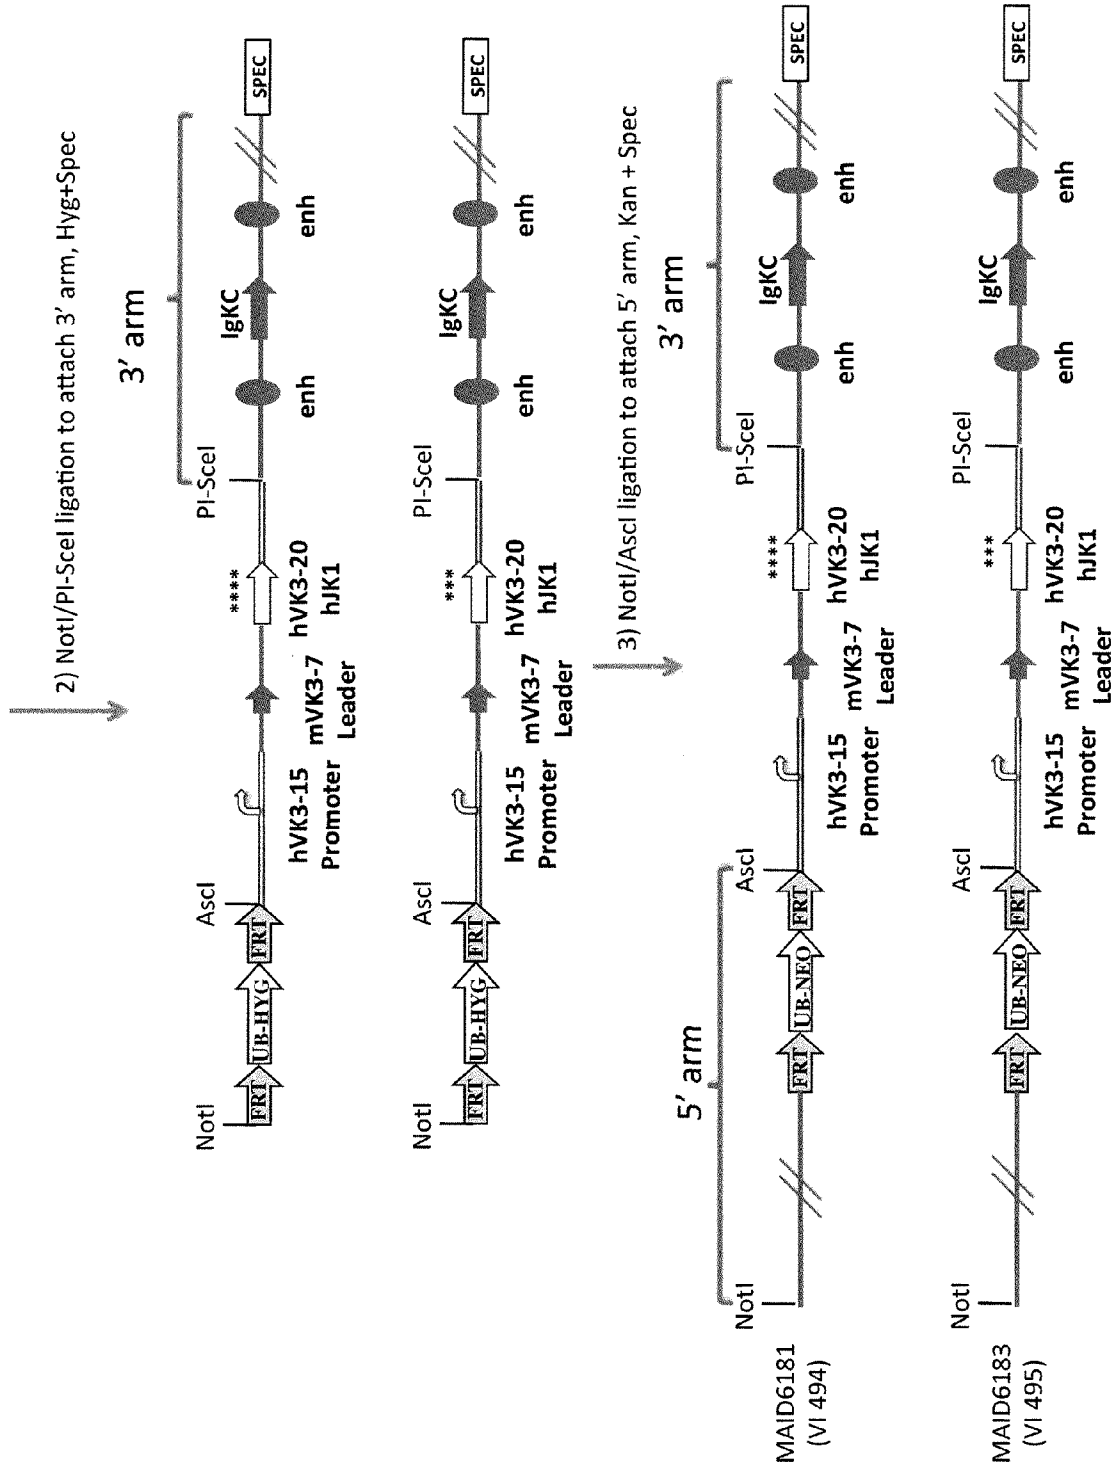 2) NotI/PI-SceI ligation to attach 3' arm, Hyg+Spec
3' arm
NotI
AscI
PI-SceI
FRT
UB-HYG
FRT
****
IgKC
SPEC
hVK3-15
Promoter
mVK3-7
Leader
hVK3-20
hJK1
enh
enh
NotI
AscI
PI-SceI
FRT
UB-HYG
FRT
***
IgKC
SPEC
hVK3-15
Promoter
mVK3-7
Leader
hVK3-20
hJK1
enh
enh
3) NotI/AscI ligation to attach 5' arm, Kan + Spec
5' arm
3' arm
NotI
AscI
PI-SceI
MAID6181
(VI 494)
FRT
UB-NEO
FRT
****
IgKC
SPEC
hVK3-15
Promoter
mVK3-7
Leader
hVK3-20
hJK1
enh
enh
NotI
AscI
PI-SceI
MAID6183
(VI 495)
FRT
UB-NEO
FRT
***
IgKC
SPEC
hVK3-15
Promoter
mVK3-7
Leader
hVK3-20
hJK1
enh
enh